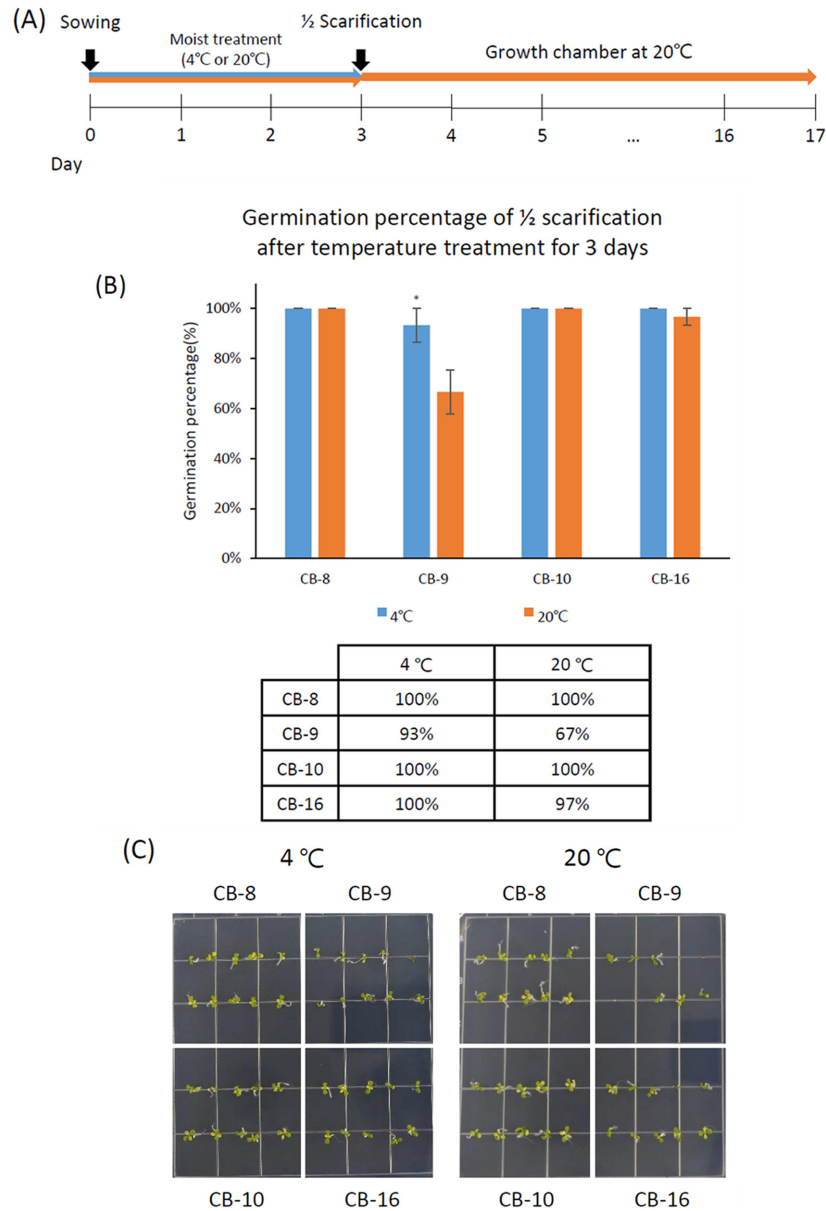 (A) Sowing
½ Scarification
Moist treatment
(4℃ or 20℃)
Growth chamber at 20℃
0 1 2 3 4 5 ... 16 17
Day
Germination percentage of ½ scarification
after temperature treatment for 3 days
(B)
Germination percentage(%)
100%
80%
60%
40%
20%
0%
*
CB-8 CB-9 CB-10 CB-16
4℃ 20℃
4 ℃ 20 ℃
CB-8 100% 100%
CB-9 93% 67%
CB-10 100% 100%
CB-16 100% 97%
(C) 4 ℃ 20 ℃
CB-8 CB-9 CB-8 CB-9
CB-10 CB-16 CB-10 CB-16